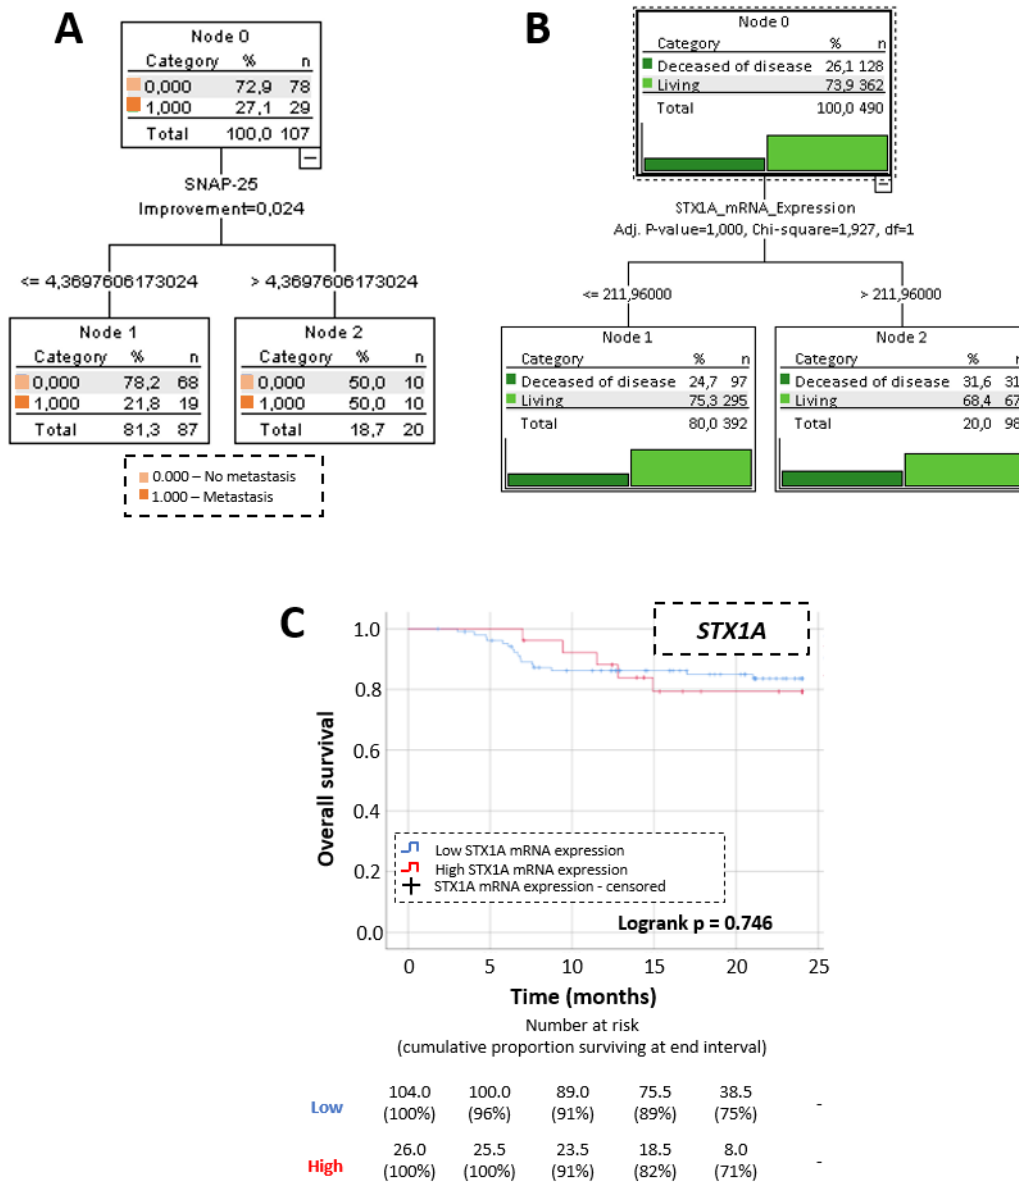 A
Node 0
Category % n
0,000 72,9 78
1,000 27,1 29
Total 100,0 107
SNAP-25
Improvement=0,024
<= 4,3697606173024
> 4,3697606173024
Node 1
Category % n
0,000 78,2 68
1,000 21,8 19
Total 81,3 87
Node 2
Category % n
0,000 50,0 10
1,000 50,0 10
Total 18,7 20
0.000 – No metastasis
1.000 – Metastasis
B
Node 0
Category % n
Deceased of disease 26,1 128
Living 73,9 362
Total 100,0 490
STX1A_mRNA_Expression
Adj. P-value=1,000, Chi-square=1,927, df=1
<= 211,96000
> 211,96000
Node 1
Category % n
Deceased of disease 24,7 97
Living 75,3 295
Total 80,0 392
Node 2
Category % n
Deceased of disease 31,6 31
Living 68,4 67
Total 20,0 98
C
STX1A
Overall survival
1.0
0.8
0.6
0.4
0.2
0.0
Low STX1A mRNA expression
High STX1A mRNA expression
STX1A mRNA expression - censored
Logrank p = 0.746
0 5 10 15 20 25
Time (months)
Number at risk
(cumulative proportion surviving at end interval)
Low 104.0 100.0 89.0 75.5 38.5 -
(100%) (96%) (91%) (89%) (75%)
High 26.0 25.5 23.5 18.5 8.0 -
(100%) (100%) (91%) (82%) (71%)